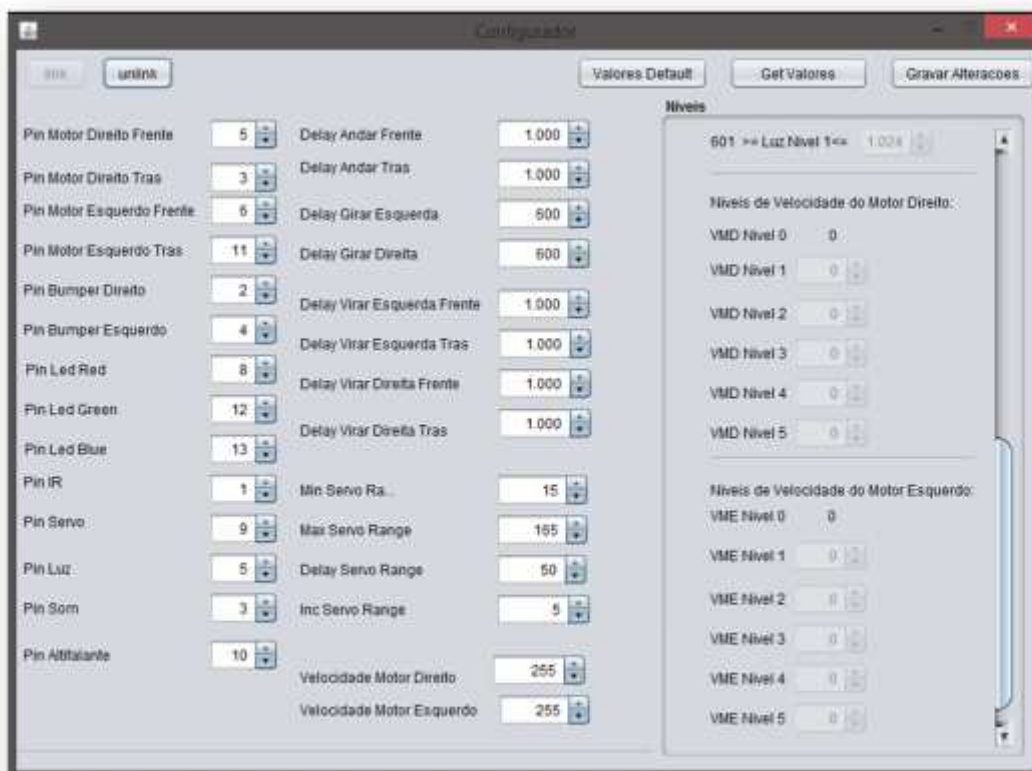 Configurador
link unlink Valores Default Get Valores Gravar Alteracoes
Pin Motor Direito Frente 5
Pin Motor Direito Tras 3
Pin Motor Esquerdo Frente 6
Pin Motor Esquerdo Tras 11
Pin Bumper Direito 2
Pin Bumper Esquerdo 4
Pin Led Red 8
Pin Led Green 12
Pin Led Blue 13
Pin IR 1
Pin Servo 9
Pin Luz 5
Pin Som 3
Pin Altifalante 10
Delay Andar Frente 1.000
Delay Andar Tras 1.000
Delay Girar Esquerda 600
Delay Girar Direita 600
Delay Virar Esquerda Frente 1.000
Delay Virar Esquerda Tras 1.000
Delay Virar Direita Frente 1.000
Delay Virar Direita Tras 1.000
Min Servo Ra... 15
Max Servo Range 165
Delay Servo Range 50
Inc Servo Range 5
Velocidade Motor Direito 255
Velocidade Motor Esquerdo 255
Niveis
601 >= Luz Nivel 1<= 1.024
Niveis de Velocidade do Motor Direito:
VMD Nivel 0 0
VMD Nivel 1 0
VMD Nivel 2 0
VMD Nivel 3 0
VMD Nivel 4 0
VMD Nivel 5 0
Niveis de Velocidade do Motor Esquerdo:
VME Nivel 0 0
VME Nivel 1 0
VME Nivel 2 0
VME Nivel 3 0
VME Nivel 4 0
VME Nivel 5 0